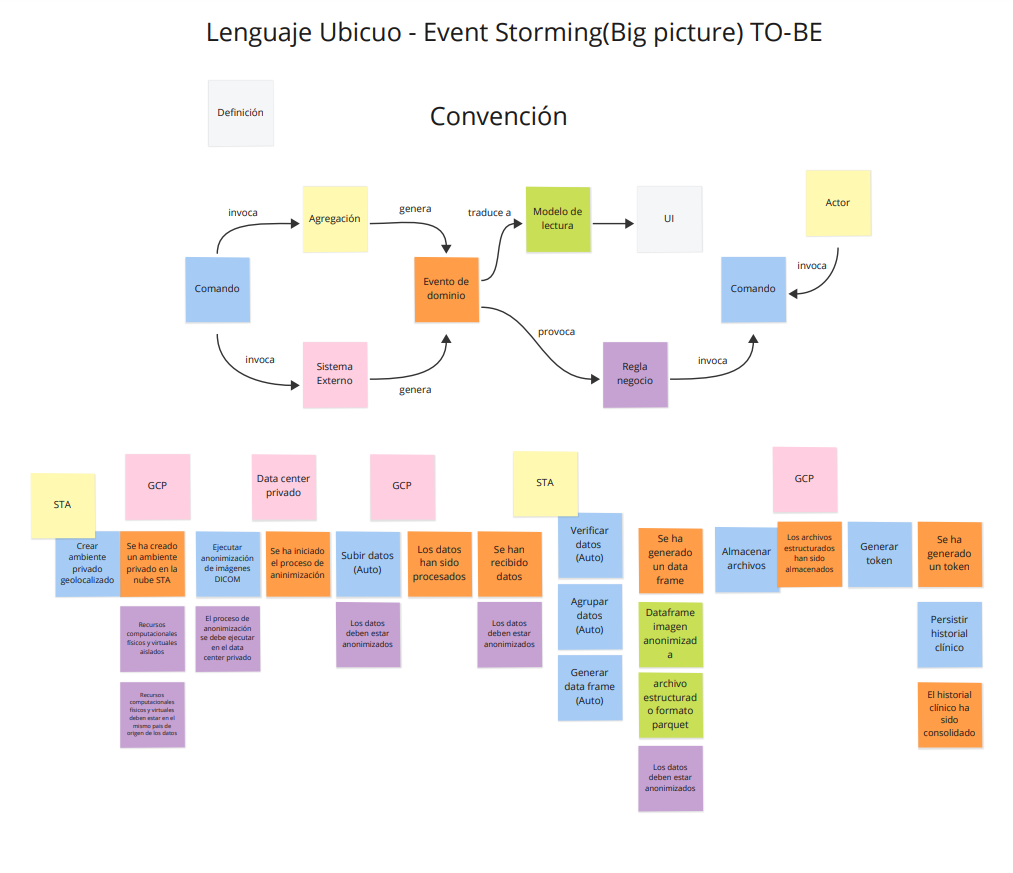 Lenguaje Ubicuo - Event Storming(Big picture) TO-BE
Definición
Convención
invoca
Agregación
genera
traduce a
Modelo de
lectura
UI
Actor
Comando
Evento de
dominio
Comando
invoca
invoca
Sistema
Externo
genera
provoca
Regla
negocio
invoca
STA
GCP
Data center
privado
GCP
STA
GCP
Crear
ambiente
privado
geolocalizado
Se ha creado
un ambiente
privado en la
nube STA
Ejecutar
anonimización
de imágenes
DICOM
Se ha iniciado
el proceso de
aninimización
Subir datos
(Auto)
Los datos
han sido
procesados
Se han
recibido
datos
Verificar
datos
(Auto)
Se ha
generado
un data
frame
Almacenar
archivos
Los archivos
estructurados
han sido
almacenados
Generar
token
Se ha
generado
un token
Recursos
computacionales
físicos y virtuales
aislados
El proceso de
anonimización
se debe ejecutar
en el data
center privado
Los datos
deben estar
anonimizados
Los datos
deben estar
anonimizados
Agrupar
datos
(Auto)
Dataframe
imagen
anonimizad
a
Persistir
historial
clínico
Recursos
computacionales
físicos y virtuales
deben estar en el
mismo pais de
origen de los datos
Generar
data frame
(Auto)
archivo
estructurad
o formato
parquet
El historial
clínico ha
sido
consolidado
Los datos
deben estar
anonimizados